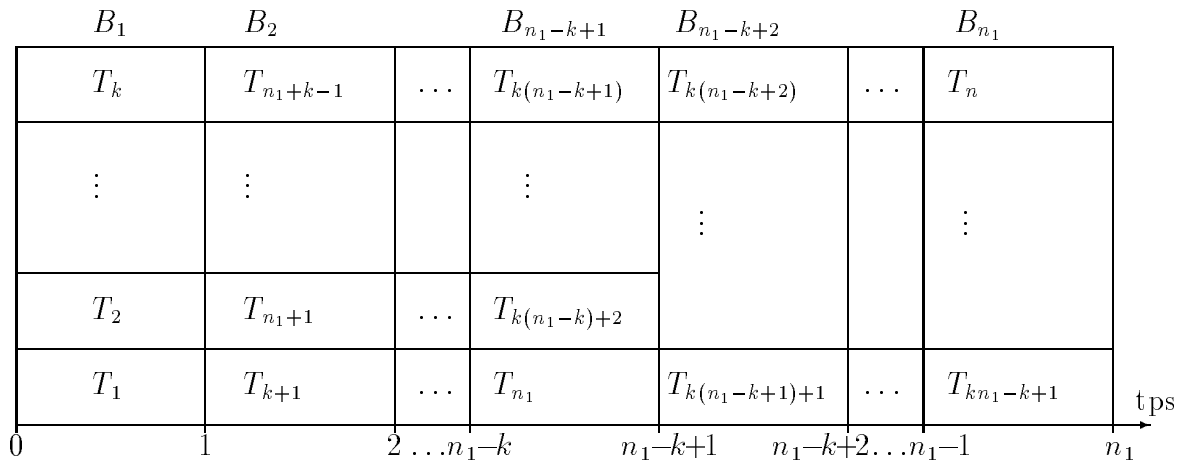 B_1 B_2 B_{n_1−k+1} B_{n_1−k+2} B_{n_1}
T_k T_{n_1+k−1} ... T_{k(n_1−k+1)} T_{k(n_1−k+2)} ... T_n
⋮ ⋮ ⋮ ⋮ ⋮
T_2 T_{n_1+1} ... T_{k(n_1−k)+2}
T_1 T_{k+1} ... T_{n_1} T_{k(n_1−k+1)+1} ... T_{kn_1−k+1}
tps
0 1 2 ... n_1−k n_1−k+1 n_1−k+2 ... n_1−1 n_1